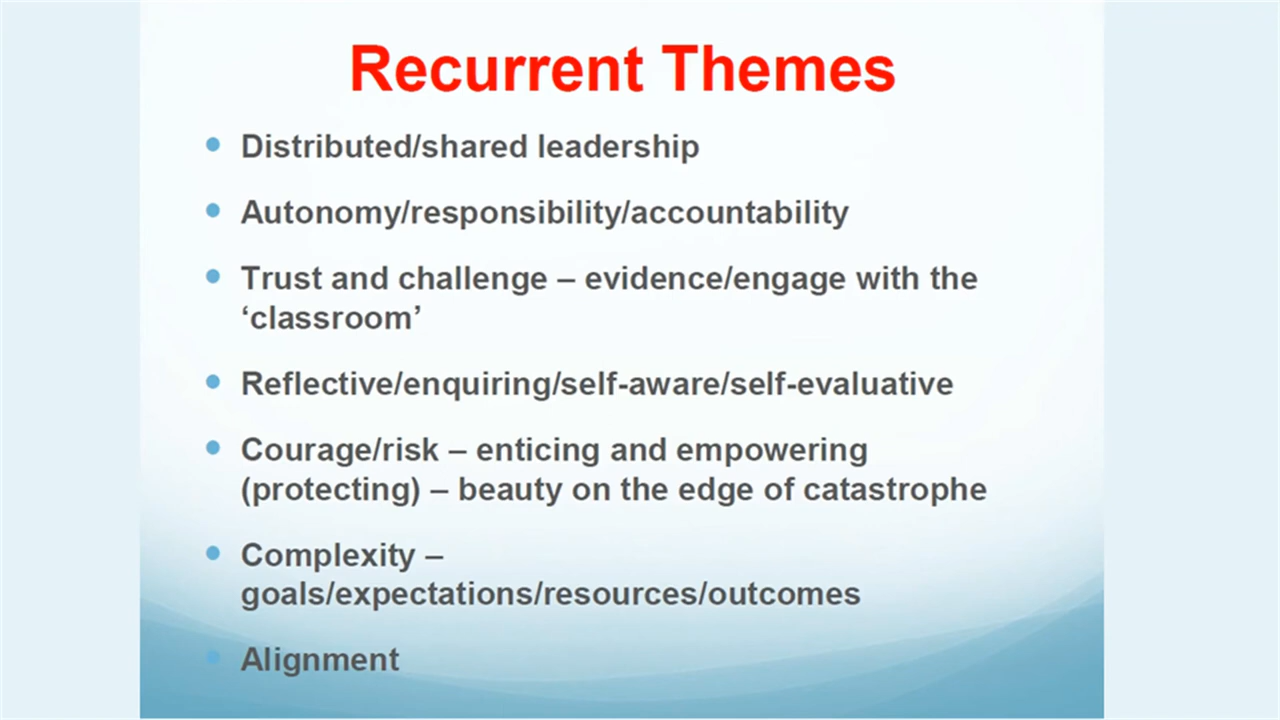 Recurrent Themes
Distributed/shared leadership
Autonomy/responsibility/accountability
Trust and challenge – evidence/engage with the
‘classroom’
Reflective/enquiring/self-aware/self-evaluative
Courage/risk – enticing and empowering
(protecting) – beauty on the edge of catastrophe
Complexity –
goals/expectations/resources/outcomes
Alignment